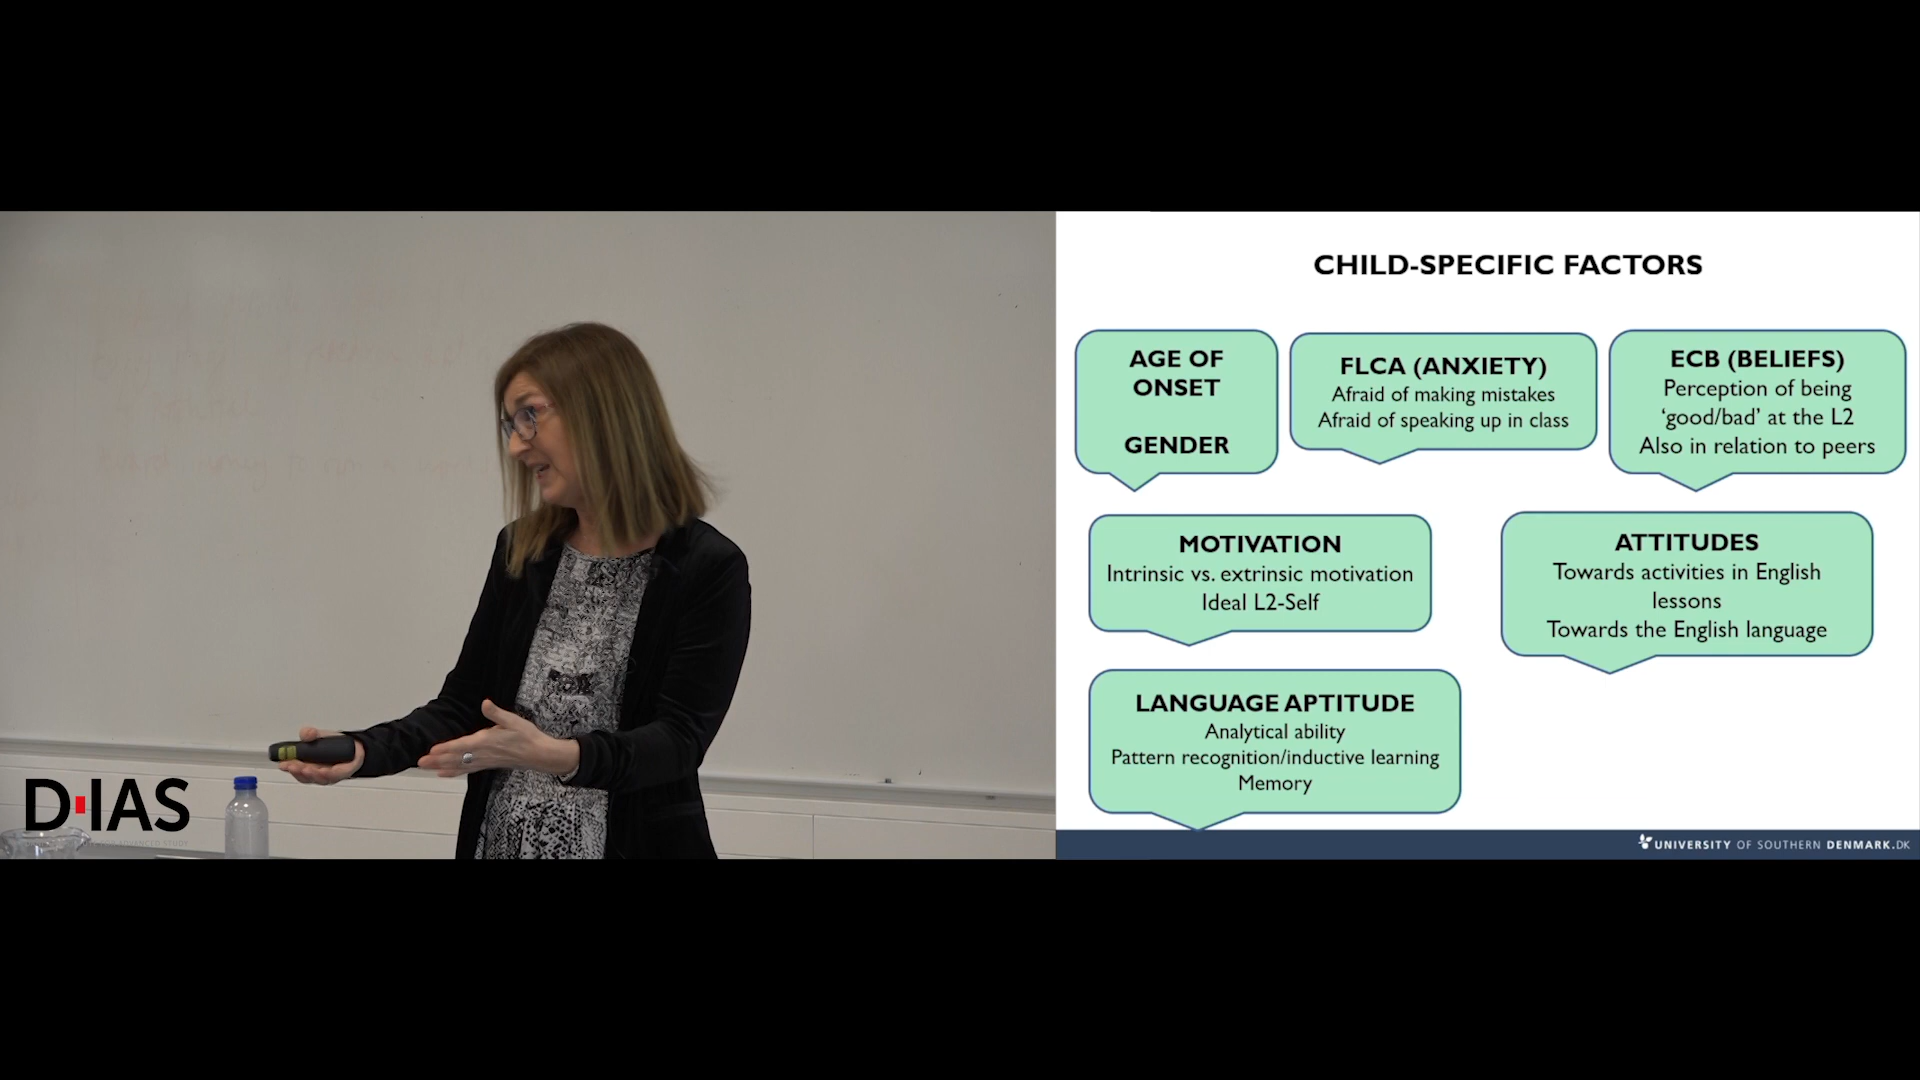 CHILD-SPECIFIC FACTORS
AGE OF
ONSET
GENDER
FLCA (ANXIETY)
Afraid of making mistakes
Afraid of speaking up in class
ECB (BELIEFS)
Perception of being
‘good/bad’ at the L2
Also in relation to peers
MOTIVATION
Intrinsic vs. extrinsic motivation
Ideal L2-Self
ATTITUDES
Towards activities in English
lessons
Towards the English language
LANGUAGE APTITUDE
Analytical ability
Pattern recognition/inductive learning
Memory
UNIVERSITY OF SOUTHERN DENMARK.DK
D-IAS